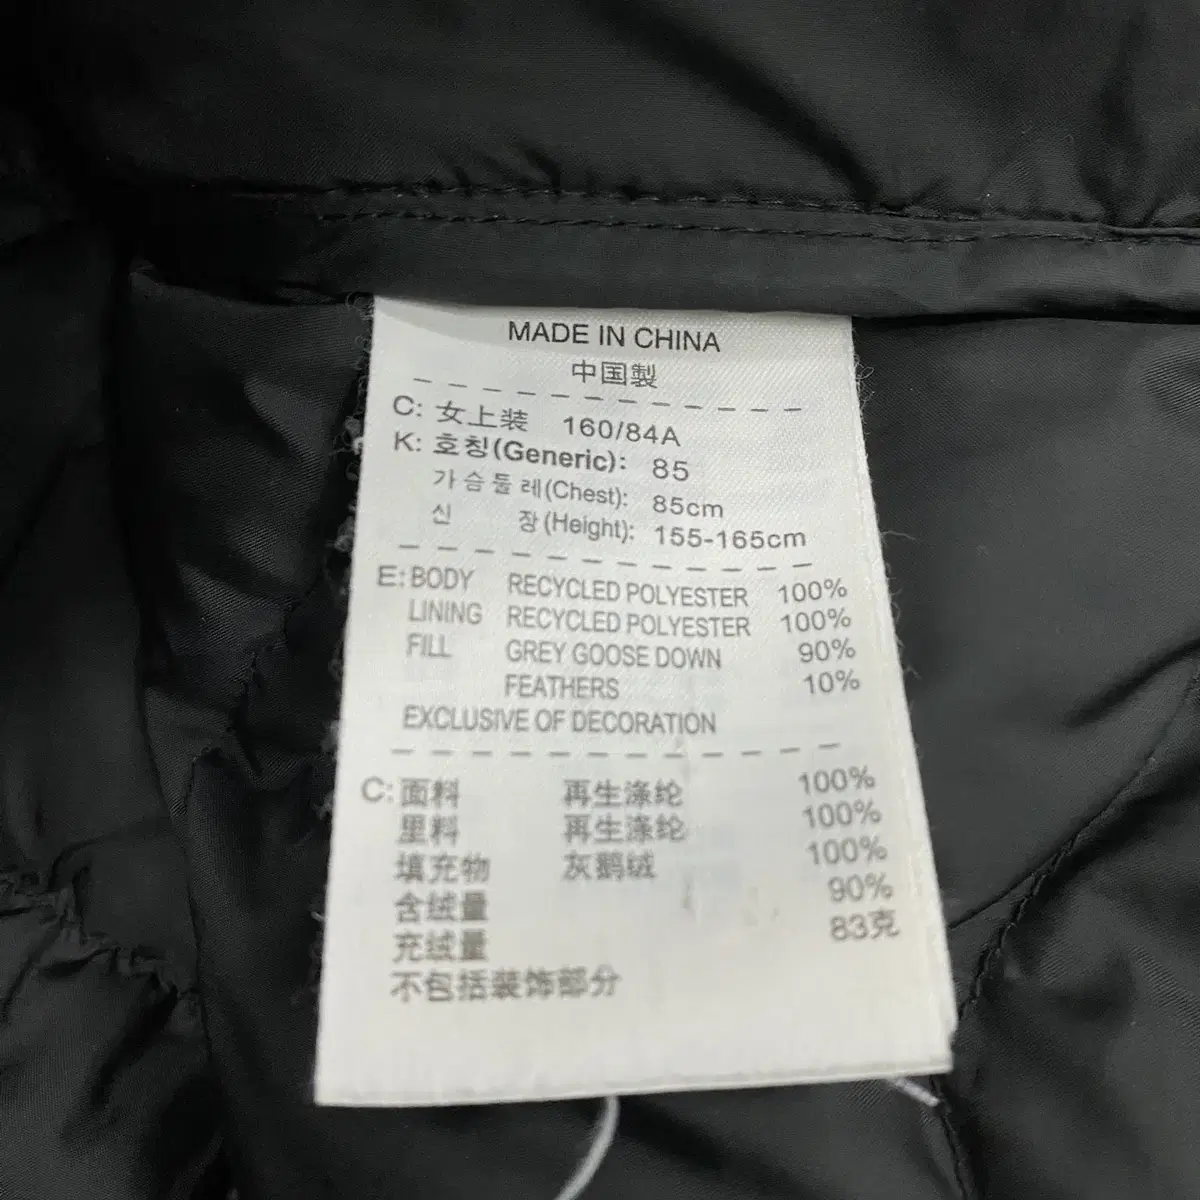 MADE IN CHINA
中国製
C: 女上装 160/84A
K: 호칭(Generic): 85
가슴둘레(Chest): 85cm
신 장(Height): 155-165cm
E: BODY RECYCLED POLYESTER 100%
LINING RECYCLED POLYESTER 100%
FILL GREY GOOSE DOWN 90%
FEATHERS 10%
EXCLUSIVE OF DECORATION
C: 面料 再生涤纶 100%
里料 再生涤纶 100%
填充物 灰鹅绒 100%
含绒量 90%
充绒量 83克
不包括装饰部分